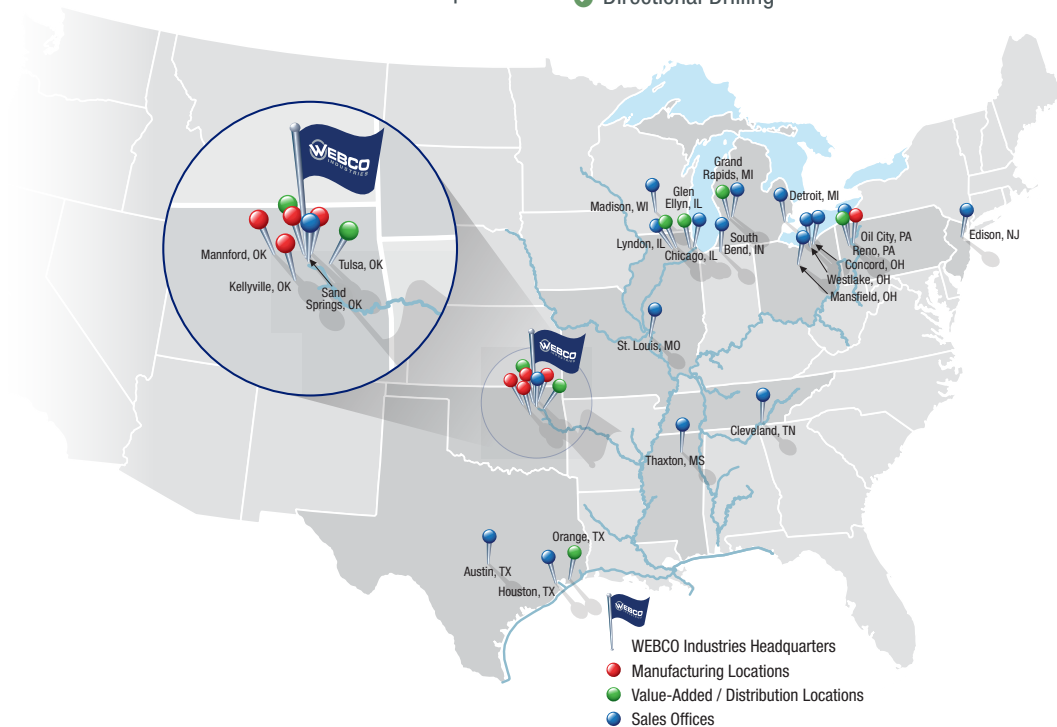 Directional Drilling
WEBCO
INDUSTRIES
Mannford, OK
Kellyville, OK
Tulsa, OK
Sand
Springs, OK
Madison, WI
Glen
Ellyn, IL
Grand
Rapids, MI
Detroit, MI
Lyndon, IL
Chicago, IL
South
Bend, IN
Oil City, PA
Reno, PA
Concord, OH
Westlake, OH
Mansfield, OH
Edison, NJ
St. Louis, MO
WEBCO
Cleveland, TN
Thaxton, MS
Austin, TX
Houston, TX
Orange, TX
WEBCO
WEBCO Industries Headquarters
Manufacturing Locations
Value-Added / Distribution Locations
Sales Offices